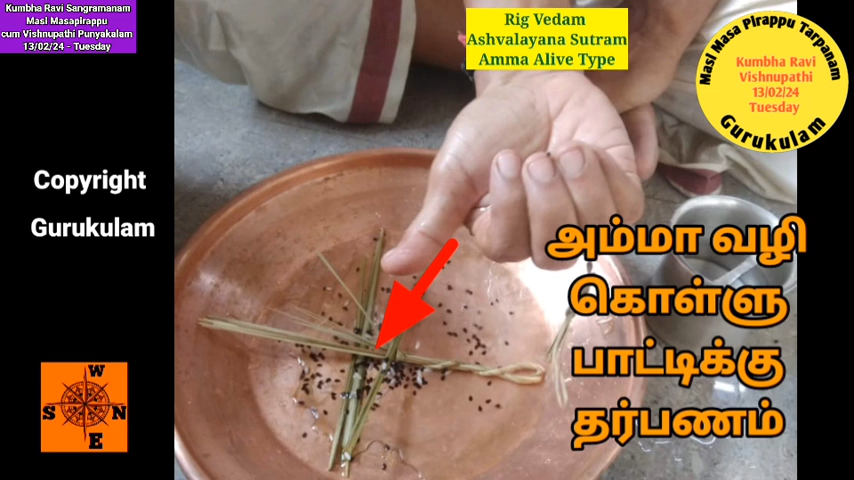 Kumbha Ravi Sangramanam
Masi Masapirappu
cum Vishnupathi Punyakalam
13/02/24 - Tuesday
Rig Vedam
Ashvalayana Sutram
Amma Alive Type
Masi Masa Pirappu Tarpanam
Kumbha Ravi
Vishnupathi
13/02/24
Tuesday
Gurukulam
Copyright
Gurukulam
அம்மா வழி
கொள்ளு
பாட்டிக்கு
தர்பணம்
W
S N
E